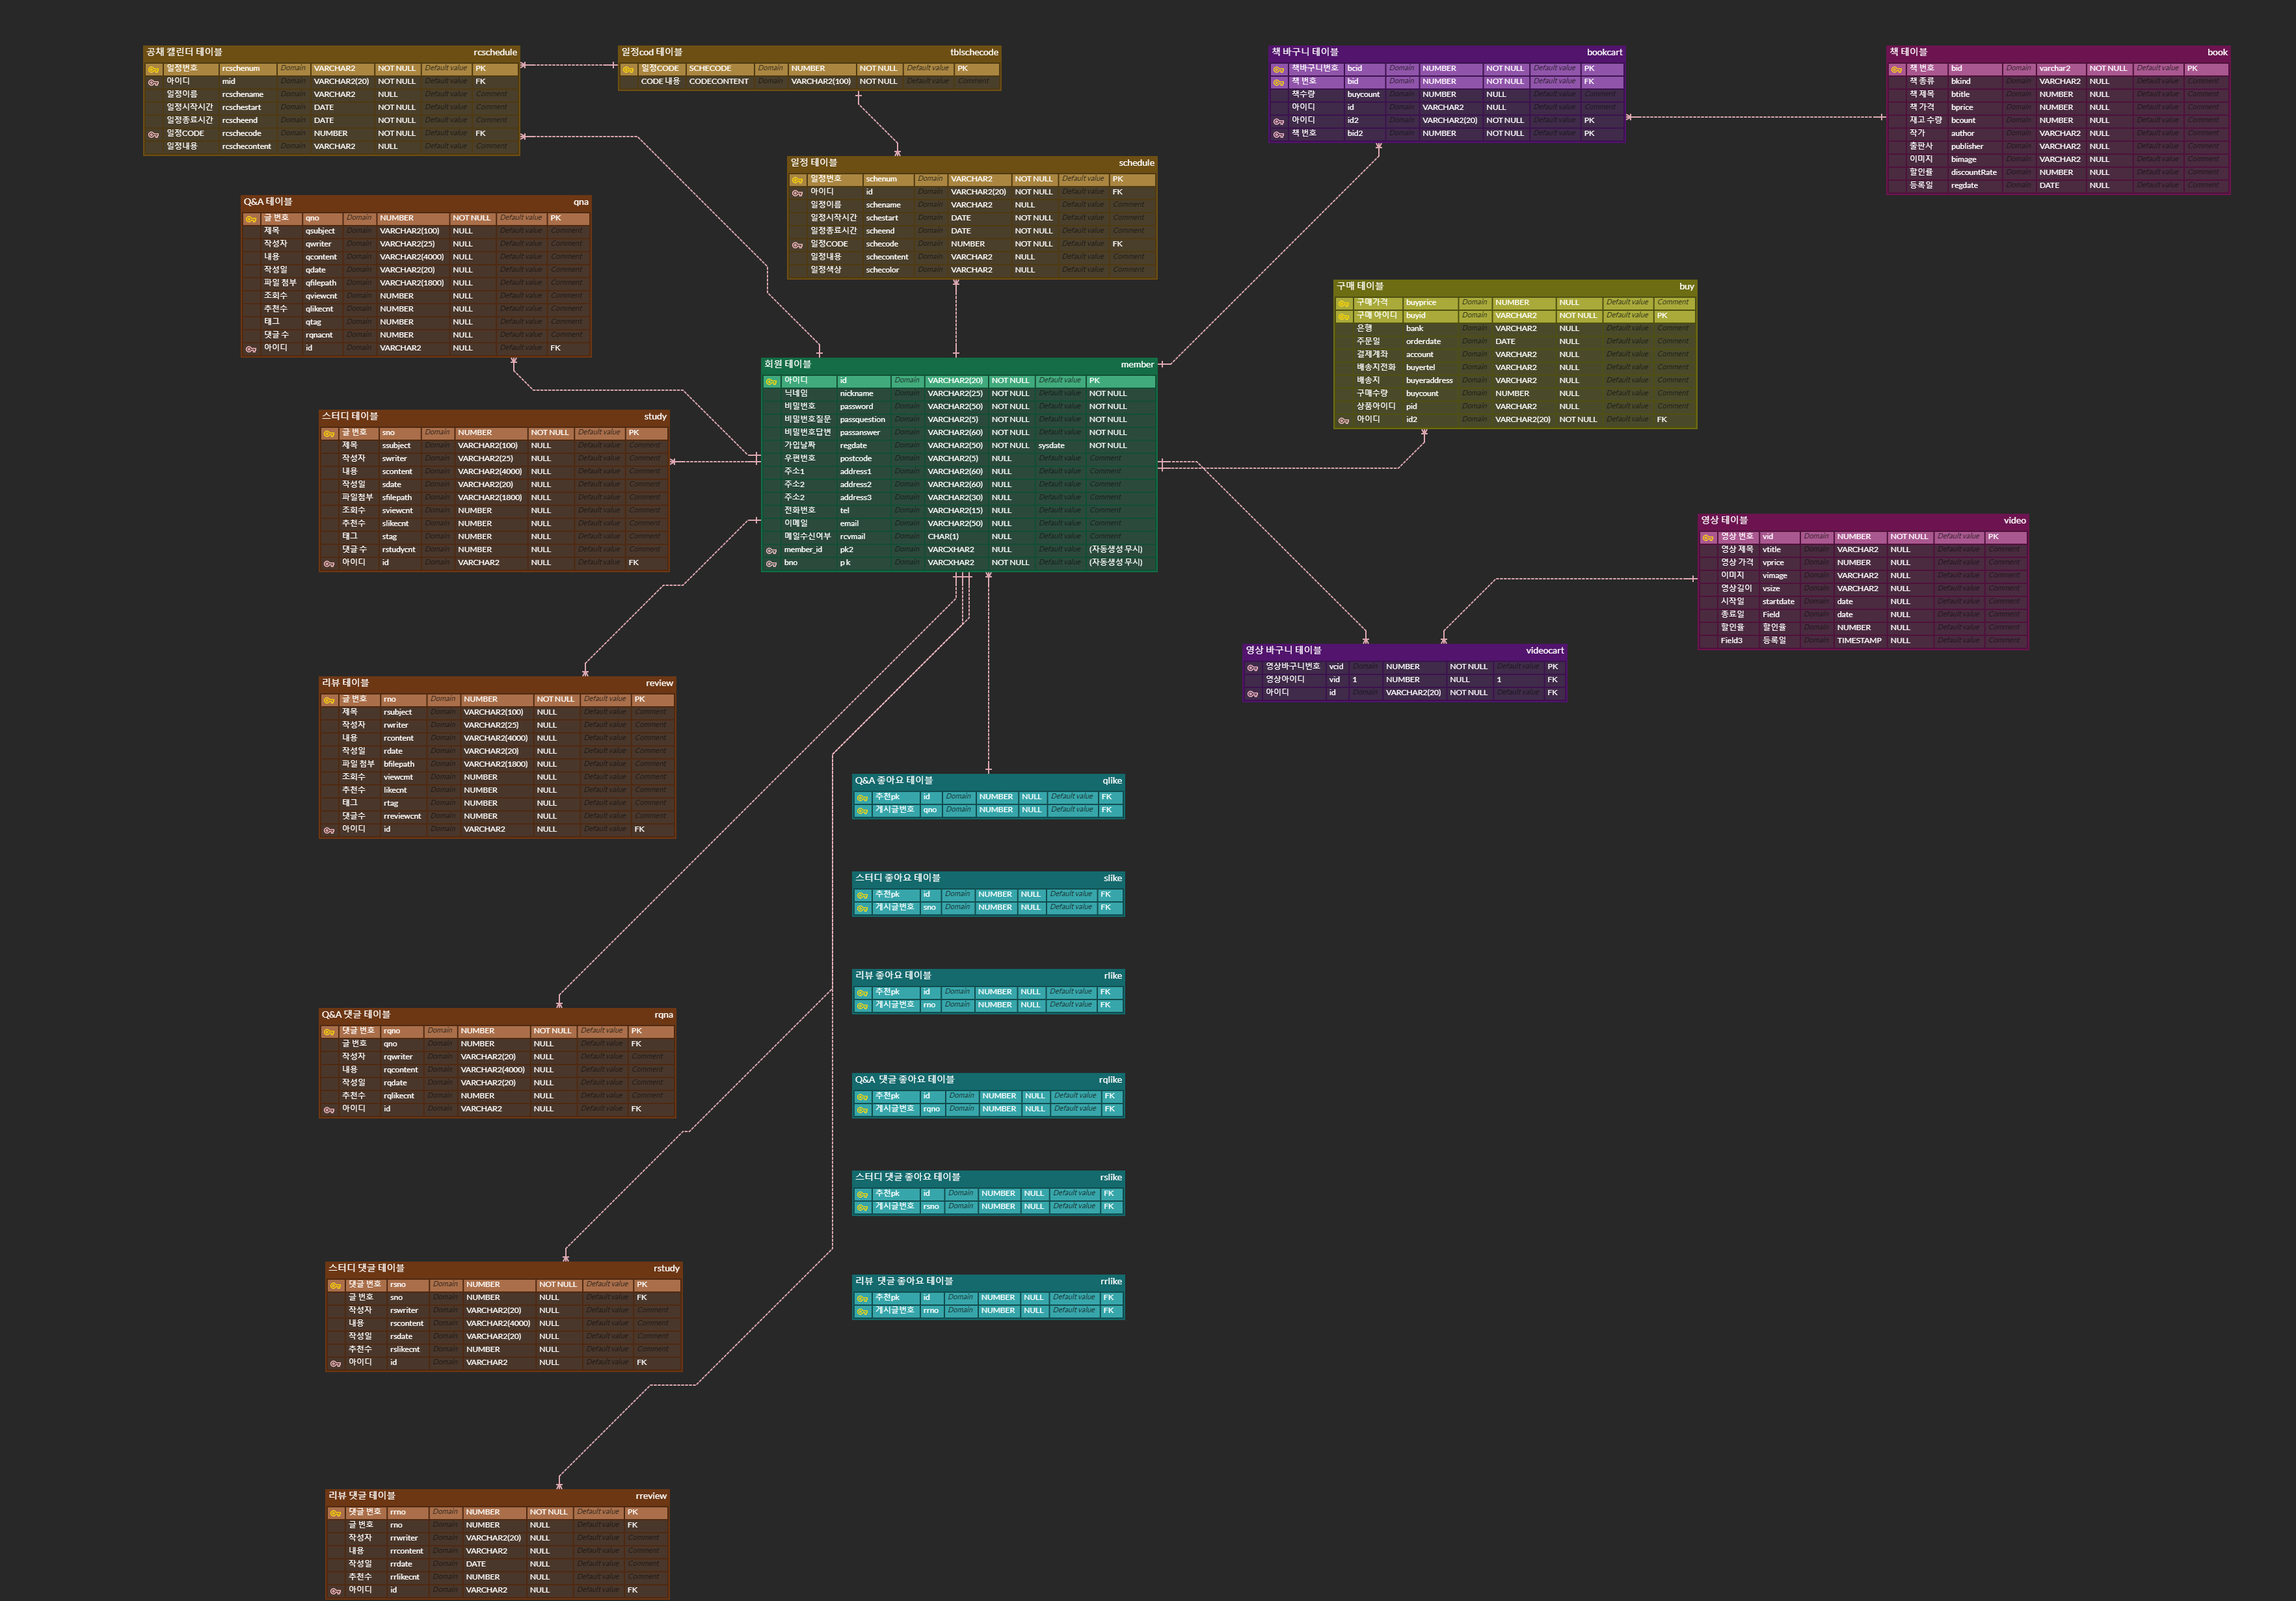 공채 캘린더 테이블 rcschedule
일정번호 rcschenum Domain VARCHAR2 NOT NULL Default value PK
아이디 mid Domain VARCHAR2(20) NOT NULL Default value FK
일정이름 rcschename Domain VARCHAR2 NULL Default value Comment
일정시작시간 rcschestart Domain DATE NOT NULL Default value Comment
일정종료시간 rcscheend Domain DATE NOT NULL Default value Comment
일정CODE rcschecode Domain NUMBER NOT NULL Default value FK
일정내용 rcschecontent Domain VARCHAR2 NULL Default value Comment
일정cod 테이블 tblschecode
일정CODE SCHECODE Domain NUMBER NOT NULL Default value PK
CODE 내용 CODECONTENT Domain VARCHAR2(100) NOT NULL Default value Comment
책 바구니 테이블 bookcart
책바구니번호 bcid Domain NUMBER NOT NULL Default value PK
책 번호 bid Domain NUMBER NOT NULL Default value FK
책수량 buycount Domain NUMBER NULL Default value Comment
아이디 id Domain VARCHAR2 NULL Default value Comment
아이디 id2 Domain VARCHAR2(20) NOT NULL Default value PK
책 번호 bid2 Domain NUMBER NOT NULL Default value PK
책 테이블 book
책 번호 bid Domain varchar2 NOT NULL Default value PK
책 종류 bkind Domain VARCHAR2 NULL Default value Comment
책 제목 btitle Domain NUMBER NULL Default value Comment
책 가격 bprice Domain NUMBER NULL Default value Comment
재고 수량 bcount Domain NUMBER NULL Default value Comment
작가 author Domain VARCHAR2 NULL Default value Comment
출판사 publisher Domain VARCHAR2 NULL Default value Comment
이미지 bimage Domain VARCHAR2 NULL Default value Comment
할인율 discountRate Domain NUMBER NULL Default value Comment
등록일 regdate Domain DATE NULL Default value Comment
일정 테이블 schedule
일정번호 schenum Domain VARCHAR2 NOT NULL Default value PK
아이디 id Domain VARCHAR2(20) NOT NULL Default value FK
일정이름 schename Domain VARCHAR2 NULL Default value Comment
일정시작시간 schestart Domain DATE NOT NULL Default value Comment
일정종료시간 scheend Domain DATE NOT NULL Default value Comment
일정CODE schecode Domain NUMBER NOT NULL Default value FK
일정내용 schecontent Domain VARCHAR2 NULL Default value Comment
일정색상 schecolor Domain VARCHAR2 NULL Default value Comment
Q&A 테이블 qna
글 번호 qno Domain NUMBER NOT NULL Default value PK
제목 qsubject Domain VARCHAR2(100) NULL Default value Comment
작성자 qwriter Domain VARCHAR2(25) NULL Default value Comment
내용 qcontent Domain VARCHAR2(4000) NULL Default value Comment
작성일 qdate Domain VARCHAR2(20) NULL Default value Comment
파일 첨부 qfilepath Domain VARCHAR2(1800) NULL Default value Comment
조회수 qviewcnt Domain NUMBER NULL Default value Comment
추천수 qlikecnt Domain NUMBER NULL Default value Comment
태그 qtag Domain NUMBER NULL Default value Comment
댓글 수 rqnacnt Domain NUMBER NULL Default value Comment
아이디 id Domain VARCHAR2 NULL Default value FK
구매 테이블 buy
구매가격 buyprice Domain NUMBER NULL Default value Comment
구매 아이디 buyid Domain VARCHAR2 NOT NULL Default value PK
은행 bank Domain VARCHAR2 NULL Default value Comment
주문일 orderdate Domain DATE NULL Default value Comment
결제계좌 account Domain VARCHAR2 NULL Default value Comment
배송지전화 buyertel Domain VARCHAR2 NULL Default value Comment
배송지 buyeraddress Domain VARCHAR2 NULL Default value Comment
구매수량 buycount Domain NUMBER NULL Default value Comment
상품아이디 pid Domain VARCHAR2 NULL Default value Comment
아이디 id2 Domain VARCHAR2(20) NOT NULL Default value FK
회원 테이블 member
아이디 id Domain VARCHAR2(20) NOT NULL Default value PK
닉네임 nickname Domain VARCHAR2(25) NOT NULL Default value NOT NULL
비밀번호 password Domain VARCHAR2(50) NOT NULL Default value NOT NULL
비밀번호질문 passquestion Domain VARCHAR2(5) NOT NULL Default value NOT NULL
비밀번호답변 passanswer Domain VARCHAR2(60) NOT NULL Default value NOT NULL
가입날짜 regdate Domain VARCHAR2(50) NOT NULL sysdate NOT NULL
우편번호 postcode Domain VARCHAR2(5) NULL Default value Comment
주소1 address1 Domain VARCHAR2(60) NULL Default value Comment
주소2 address2 Domain VARCHAR2(60) NULL Default value Comment
주소2 address3 Domain VARCHAR2(30) NULL Default value Comment
전화번호 tel Domain VARCHAR2(15) NULL Default value Comment
이메일 email Domain VARCHAR2(50) NULL Default value Comment
메일수신여부 rcvmail Domain CHAR(1) NULL Default value Comment
member_id pk2 Domain VARCXHAR2 NULL Default value (자동생성 무시)
bno pk Domain VARCXHAR2 NOT NULL Default value (자동생성 무시)
스터디 테이블 study
글 번호 sno Domain NUMBER NOT NULL Default value PK
제목 ssubject Domain VARCHAR2(100) NULL Default value Comment
작성자 swriter Domain VARCHAR2(25) NULL Default value Comment
내용 scontent Domain VARCHAR2(4000) NULL Default value Comment
작성일 sdate Domain VARCHAR2(20) NULL Default value Comment
파일첨부 sfilepath Domain VARCHAR2(1800) NULL Default value Comment
조회수 sviewcnt Domain NUMBER NULL Default value Comment
추천수 slikecnt Domain NUMBER NULL Default value Comment
태그 stag Domain NUMBER NULL Default value Comment
댓글 수 rstudycnt Domain NUMBER NULL Default value Comment
아이디 id Domain VARCHAR2 NULL Default value FK
영상 테이블 video
영상 번호 vid Domain NUMBER NOT NULL Default value PK
영상 제목 vtitle Domain VARCHAR2 NULL Default value Comment
영상 가격 vprice Domain NUMBER NULL Default value Comment
이미지 vimage Domain VARCHAR2 NULL Default value Comment
영상길이 vsize Domain VARCHAR2 NULL Default value Comment
시작일 startdate Domain date NULL Default value Comment
종료일 Field Domain date NULL Default value Comment
할인율 할인율 Domain NUMBER NULL Default value Comment
Field3 등록일 Domain TIMESTAMP NULL Default value Comment
영상 바구니 테이블 videocart
영상바구니번호 vcid Domain NUMBER NOT NULL Default value PK
영상아이디 vid 1 NUMBER NULL 1 FK
아이디 id Domain VARCHAR2(20) NOT NULL Default value FK
리뷰 테이블 review
글 번호 rno Domain NUMBER NOT NULL Default value PK
제목 rsubject Domain VARCHAR2(100) NULL Default value Comment
작성자 rwriter Domain VARCHAR2(25) NULL Default value Comment
내용 rcontent Domain VARCHAR2(4000) NULL Default value Comment
작성일 rdate Domain VARCHAR2(20) NULL Default value Comment
파일 첨부 bfilepath Domain VARCHAR2(1800) NULL Default value Comment
조회수 viewcmt Domain NUMBER NULL Default value Comment
추천수 likecnt Domain NUMBER NULL Default value Comment
태그 rtag Domain NUMBER NULL Default value Comment
댓글수 rreviewcnt Domain NUMBER NULL Default value Comment
아이디 id Domain VARCHAR2 NULL Default value FK
Q&A 좋아요 테이블 qlike
추천pk id Domain NUMBER NULL Default value FK
게시글번호 qno Domain NUMBER NULL Default value FK
스터디 좋아요 테이블 slike
추천pk id Domain NUMBER NULL Default value FK
게시글번호 sno Domain NUMBER NULL Default value FK
리뷰 좋아요 테이블 rlike
추천pk id Domain NUMBER NULL Default value FK
게시글번호 rno Domain NUMBER NULL Default value FK
Q&A 댓글 테이블 rqna
댓글 번호 rqno Domain NUMBER NOT NULL Default value PK
글 번호 qno Domain NUMBER NULL Default value FK
작성자 rqwriter Domain VARCHAR2(20) NULL Default value Comment
내용 rqcontent Domain VARCHAR2(4000) NULL Default value Comment
작성일 rqdate Domain VARCHAR2(20) NULL Default value Comment
추천수 rqlikecnt Domain NUMBER NULL Default value Comment
아이디 id Domain VARCHAR2 NULL Default value FK
Q&A 댓글 좋아요 테이블 rqlike
추천pk id Domain NUMBER NULL Default value FK
게시글번호 rqno Domain NUMBER NULL Default value FK
스터디 댓글 좋아요 테이블 rslike
추천pk id Domain NUMBER NULL Default value FK
게시글번호 rsno Domain NUMBER NULL Default value FK
스터디 댓글 테이블 rstudy
댓글 번호 rsno Domain NUMBER NOT NULL Default value PK
글 번호 sno Domain NUMBER NULL Default value FK
작성자 rswriter Domain VARCHAR2(20) NULL Default value Comment
내용 rscontent Domain VARCHAR2(4000) NULL Default value Comment
작성일 rsdate Domain VARCHAR2(20) NULL Default value Comment
추천수 rslikecnt Domain NUMBER NULL Default value Comment
아이디 id Domain VARCHAR2 NULL Default value FK
리뷰 댓글 좋아요 테이블 rrlike
추천pk id Domain NUMBER NULL Default value FK
게시글번호 rrno Domain NUMBER NULL Default value FK
리뷰 댓글 테이블 rreview
댓글 번호 rrno Domain NUMBER NOT NULL Default value PK
글 번호 rno Domain NUMBER NULL Default value FK
작성자 rrwriter Domain VARCHAR2(20) NULL Default value Comment
내용 rrcontent Domain VARCHAR2 NULL Default value Comment
작성일 rrdate Domain DATE NULL Default value Comment
추천수 rrlikecnt Domain NUMBER NULL Default value Comment
아이디 id Domain VARCHAR2 NULL Default value FK